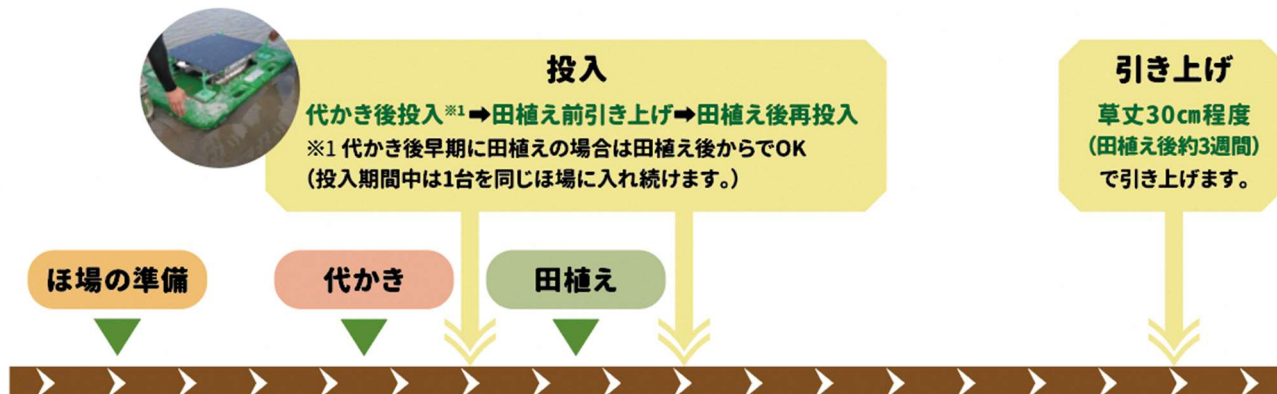 投入
代かき後投入※1➡田植え前引き上げ➡田植え後再投入
※1 代かき後早期に田植えの場合は田植え後からでOK
(投入期間中は1台を同じほ場に入れ続けます。)
引き上げ
草丈30㎝程度
(田植え後約3週間)
で引き上げます。
ほ場の準備
代かき
田植え